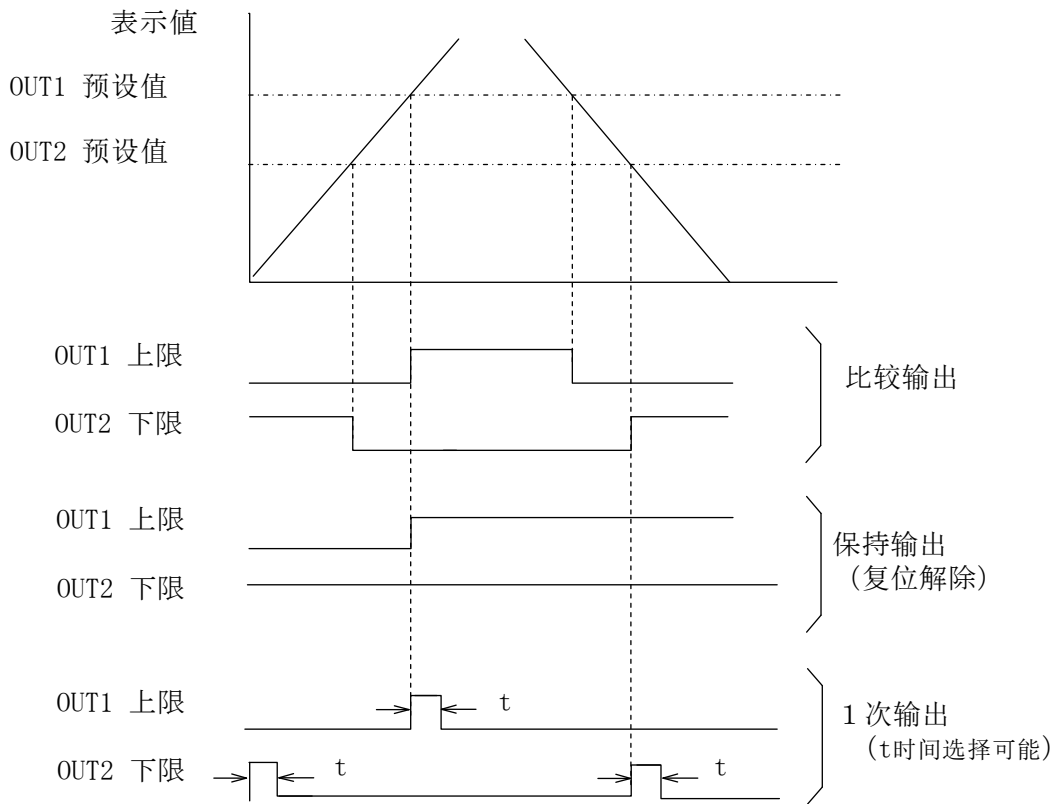 表示値
OUT1 预设值
OUT2 预设值
OUT1 上限
OUT2 下限
比较输出
OUT1 上限
OUT2 下限
保持输出
(复位解除)
OUT1 上限
t
OUT2 下限
t
t
1次输出
(t时间选择可能)